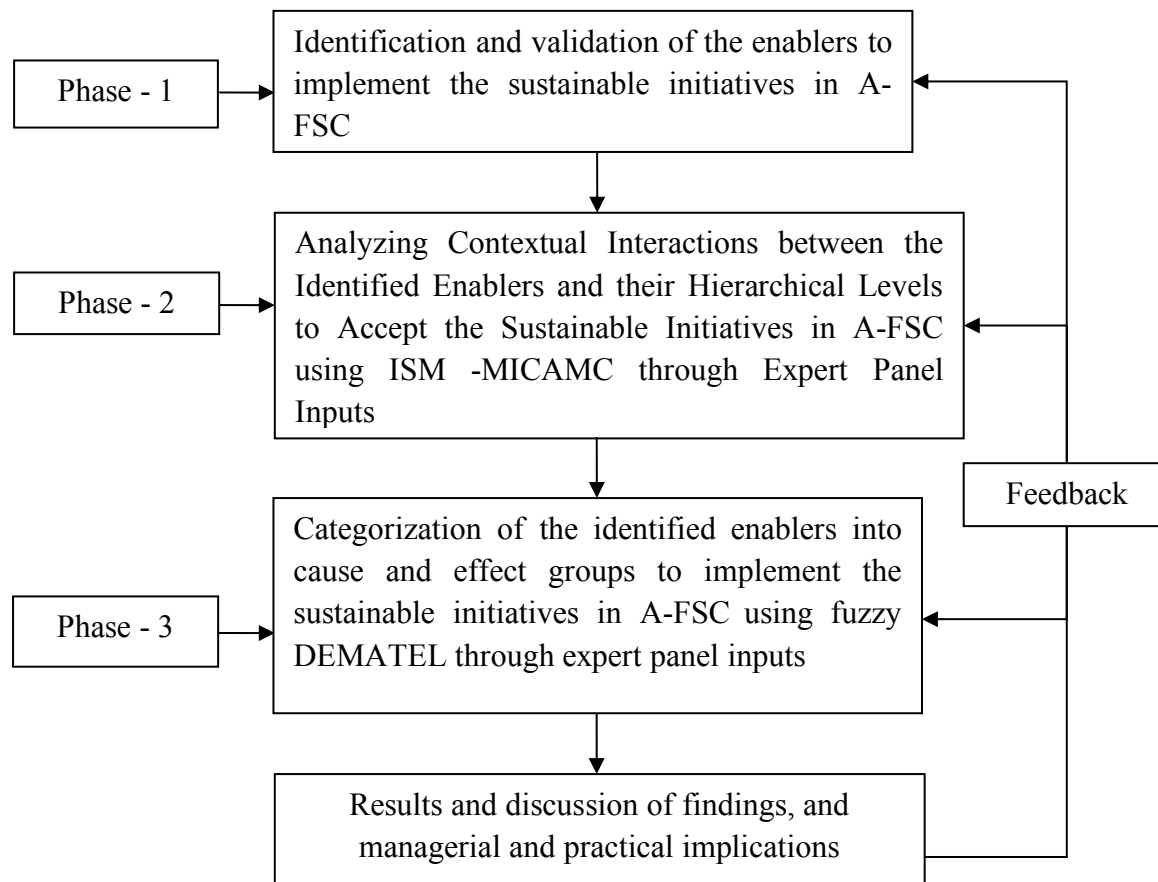 Identification and validation of the enablers to
implement the sustainable initiatives in A-
FSC
Phase - 1
Analyzing Contextual Interactions between the
Identified Enablers and their Hierarchical Levels
to Accept the Sustainable Initiatives in A-FSC
using ISM -MICAMC through Expert Panel
Inputs
Phase - 2
Feedback
Categorization of the identified enablers into
cause and effect groups to implement the
sustainable initiatives in A-FSC using fuzzy
DEMATEL through expert panel inputs
Phase - 3
Results and discussion of findings, and
managerial and practical implications